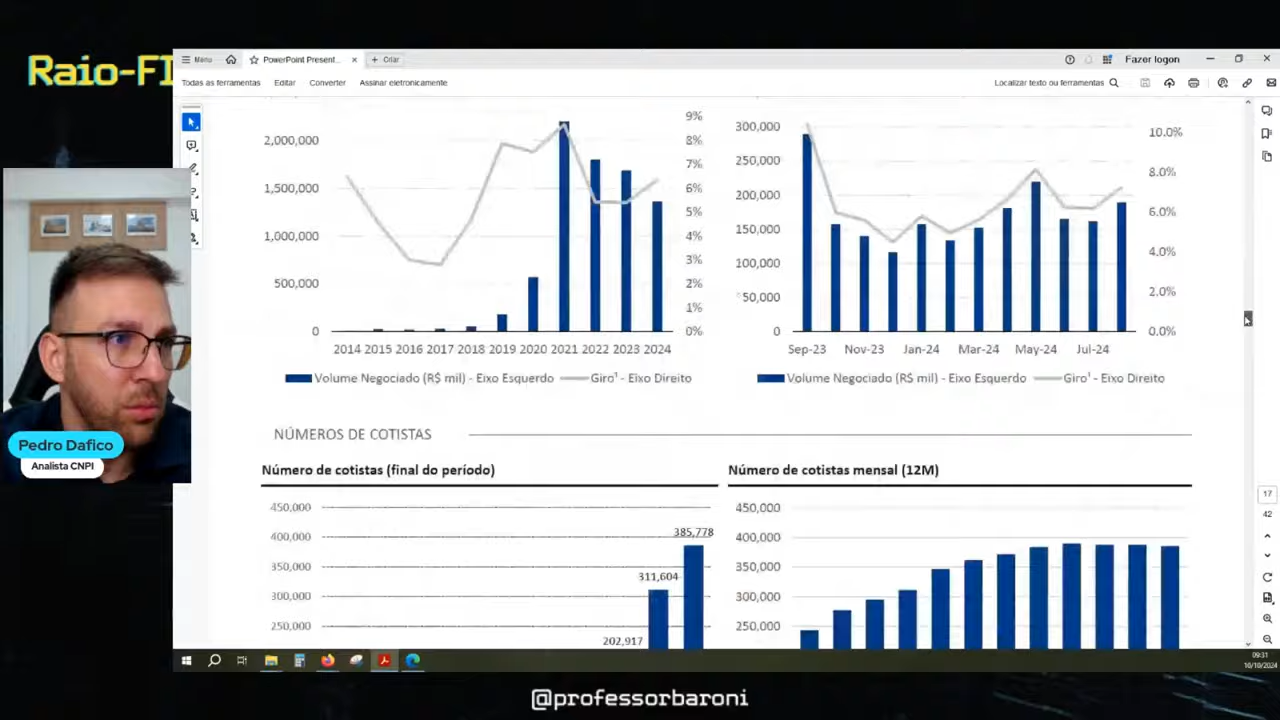 Raio-FI
Menu
PowerPoint Present...
Criar
Fazer logon
Todas as ferramentas
Editar
Converter
Assinar eletronicamente
Localizar texto ou ferramentas
2,000,000
1,500,000
1,000,000
500,000
0
9%
8%
7%
6%
5%
4%
3%
2%
1%
0%
2014 2015 2016 2017 2018 2019 2020 2021 2022 2023 2024
Volume Negociado (R$ mil) - Eixo Esquerdo
Giro¹ - Eixo Direito
300,000
250,000
200,000
150,000
100,000
50,000
0
10.0%
8.0%
6.0%
4.0%
2.0%
0.0%
Sep-23 Nov-23 Jan-24 Mar-24 May-24 Jul-24
Volume Negociado (R$ mil) - Eixo Esquerdo
Giro¹ - Eixo Direito
NÚMEROS DE COTISTAS
Número de cotistas (final do período)
450,000
400,000
350,000
300,000
250,000
385,778
311,604
202,917
Número de cotistas mensal (12M)
450,000
400,000
350,000
300,000
250,000
17
42
Pedro Dafico
Analista CNPI
09:31
10/10/2024
@professorbaroni